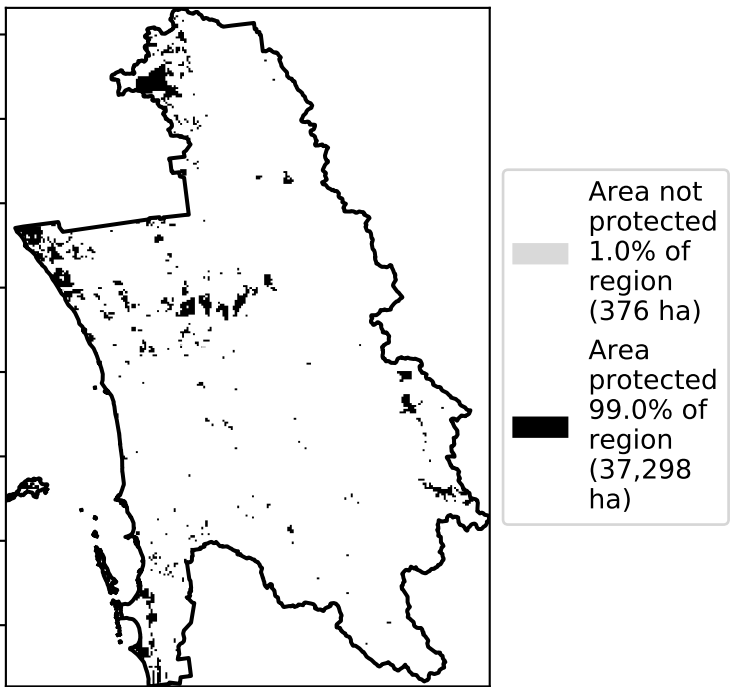 Area not
protected
1.0% of
region
(376 ha)
Area
protected
99.0% of
region
(37,298
ha)